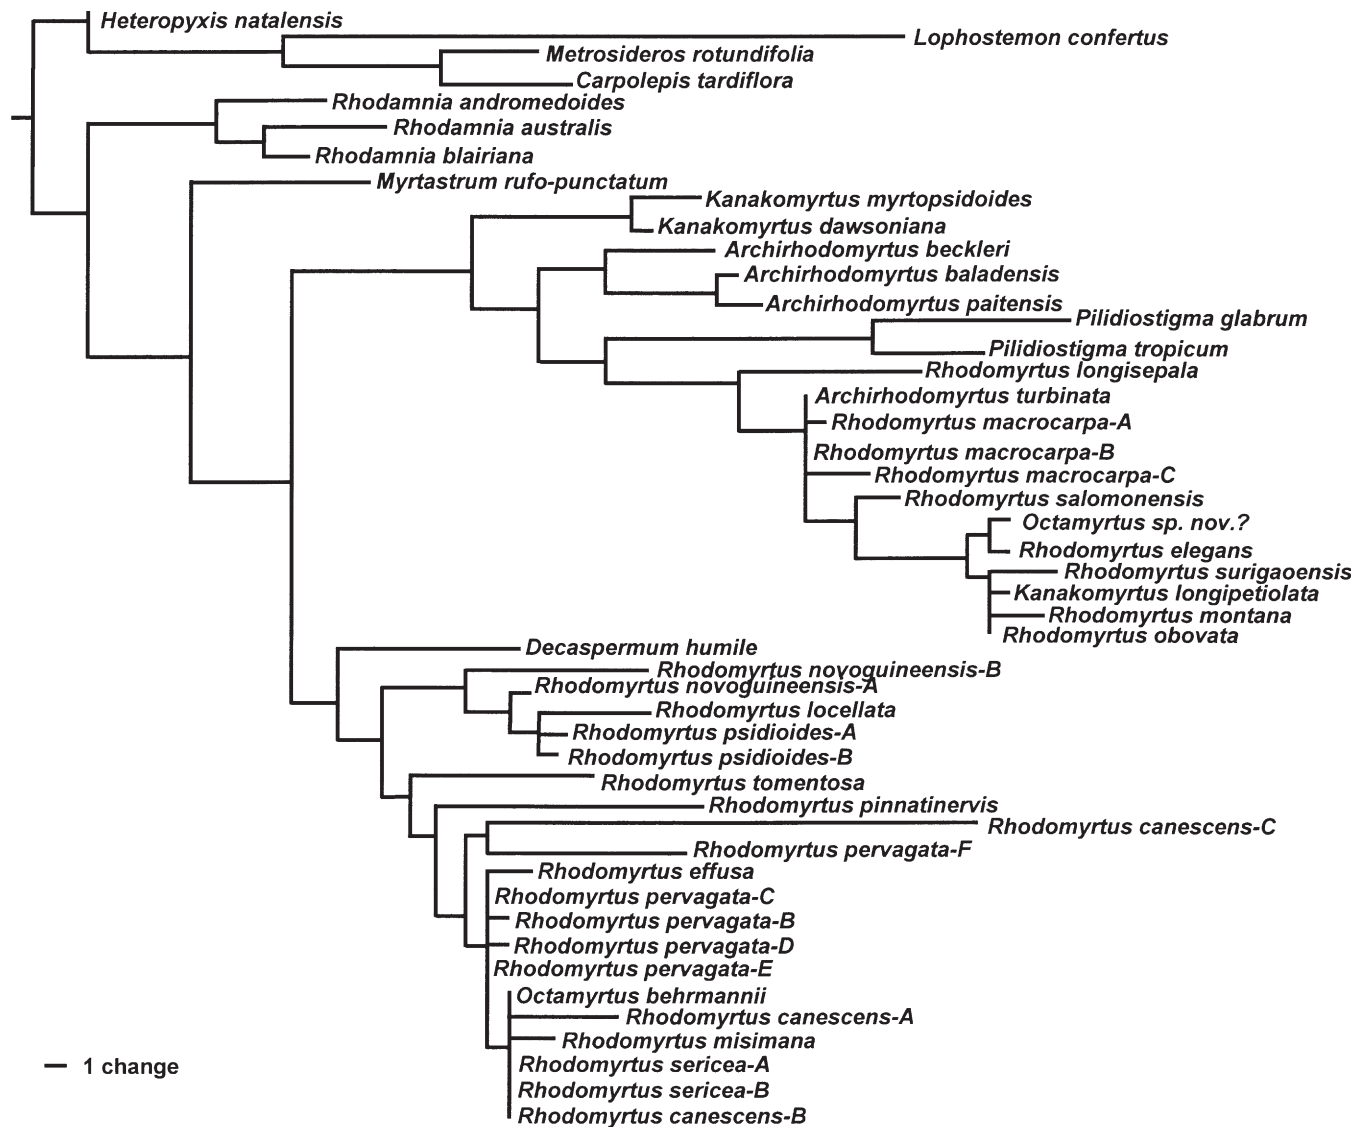 Heteropyxis natalensis
Lophostemon confertus
Metrosideros rotundifolia
Carpolepis tardiflora
Rhodamnia andromedoides
Rhodamnia australis
Rhodamnia blairiana
Myrtastrum rufo-punctatum
Kanakomyrtus myrtopsidoides
Kanakomyrtus dawsoniana
Archirhodomyrtus beckleri
Archirhodomyrtus baladensis
Archirhodomyrtus paitensis
Pilidiostigma glabrum
Pilidiostigma tropicum
Rhodomyrtus longisepala
Archirhodomyrtus turbinata
Rhodomyrtus macrocarpa-A
Rhodomyrtus macrocarpa-B
Rhodomyrtus macrocarpa-C
Rhodomyrtus salomonensis
Octamyrtus sp. nov.?
Rhodomyrtus elegans
Rhodomyrtus surigaoensis
Kanakomyrtus longipetiolata
Rhodomyrtus montana
Rhodomyrtus obovata
Decaspermum humile
Rhodomyrtus novoguineensis-B
Rhodomyrtus novoguineensis-A
Rhodomyrtus locellata
Rhodomyrtus psidioides-A
Rhodomyrtus psidioides-B
Rhodomyrtus tomentosa
Rhodomyrtus pinnatinervis
Rhodomyrtus canescens-C
Rhodomyrtus pervagata-F
Rhodomyrtus effusa
Rhodomyrtus pervagata-C
Rhodomyrtus pervagata-B
Rhodomyrtus pervagata-D
Rhodomyrtus pervagata-E
Octamyrtus behrmannii
Rhodomyrtus canescens-A
Rhodomyrtus misimana
Rhodomyrtus sericea-A
Rhodomyrtus sericea-B
Rhodomyrtus canescens-B
1 change